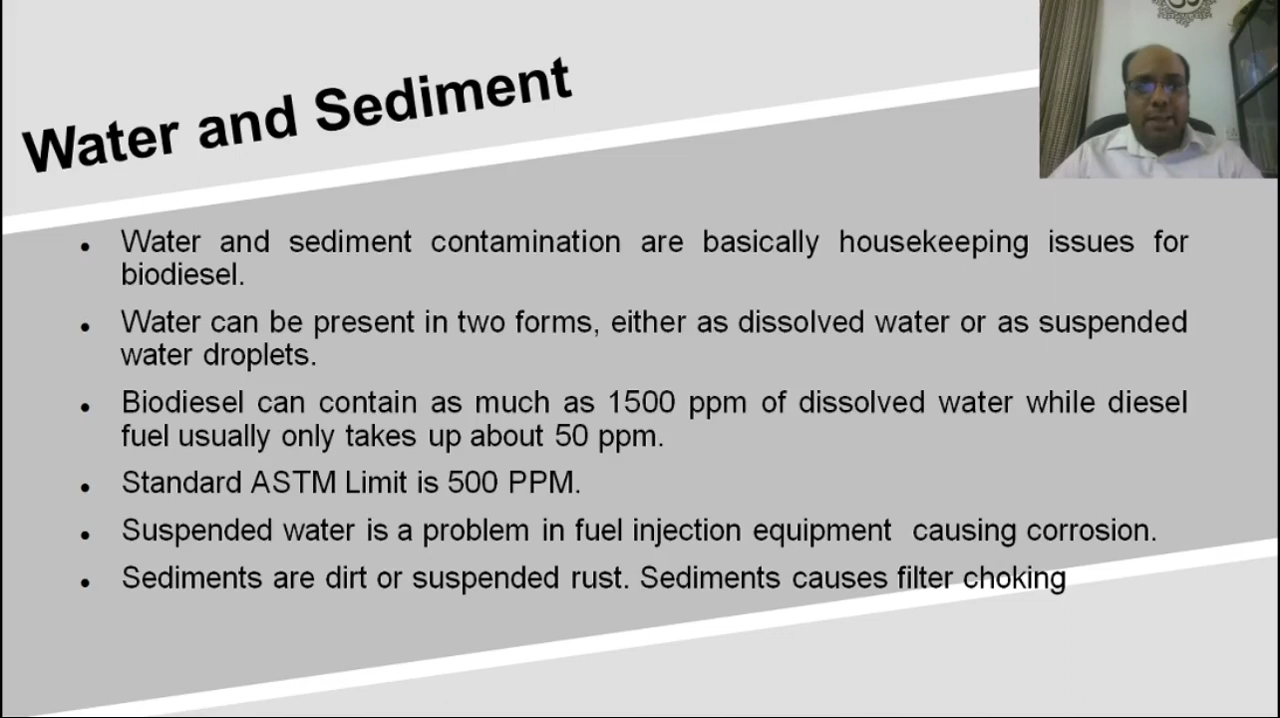 Water and Sediment
• Water and sediment contamination are basically housekeeping issues for
biodiesel.
• Water can be present in two forms, either as dissolved water or as suspended
water droplets.
• Biodiesel can contain as much as 1500 ppm of dissolved water while diesel
fuel usually only takes up about 50 ppm.
• Standard ASTM Limit is 500 PPM.
• Suspended water is a problem in fuel injection equipment  causing corrosion.
• Sediments are dirt or suspended rust. Sediments causes filter choking